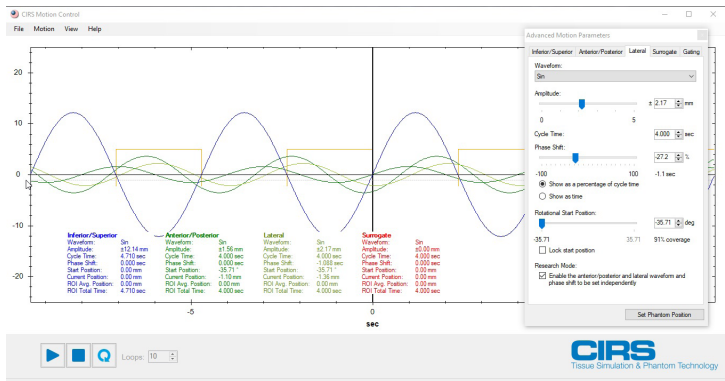 CIRS Motion Control
File Motion View Help
20
10
0
-10
-20
-5
0
sec
Inferior/Superior
Waveform: Sin
Amplitude: ±12.14 mm
Cycle Time: 4.710 sec
Phase Shift: 0.000 sec
Start Position: 0.00 mm
Current Position: 0.00 mm
ROI Avg. Position: 0.00 mm
ROI Total Time: 4.710 sec
Anterior/Posterior
Waveform: Sin
Amplitude: ±1.56 mm
Cycle Time: 4.000 sec
Phase Shift: 0.000 sec
Start Position: -35.71 °
Current Position: -1.10 mm
ROI Avg. Position: 0.00 mm
ROI Total Time: 4.000 sec
Lateral
Waveform: Sin
Amplitude: ±2.17 mm
Cycle Time: 4.000 sec
Phase Shift: -1.088 sec
Start Position: -35.71 °
Current Position: -1.36 mm
ROI Avg. Position: 0.00 mm
ROI Total Time: 4.000 sec
Surrogate
Waveform: Sin
Amplitude: ±0.00 mm
Cycle Time: 4.000 sec
Phase Shift: 0.000 sec
Start Position: 0.00 mm
Current Position: 0.00 mm
ROI Avg. Position: 0.00 mm
ROI Total Time: 4.000 sec
Advanced Motion Parameters
Inferior/Superior Anterior/Posterior Lateral Surrogate Gating
Waveform:
Sin
Amplitude:
± 2.17 mm
0 5
Cycle Time: 4.000 sec
Phase Shift:
-27.2 %
-100 100 -1.1 sec
Show as a percentage of cycle time
Show as time
Rotational Start Position:
-35.71 deg
-35.71 35.71 91% coverage
Lock start position
Research Mode:
Enable the anterior/posterior and lateral waveform and
phase shift to be set independently
Set Phantom Position
Loops: 10
CIRS
Tissue Simulation & Phantom Technology